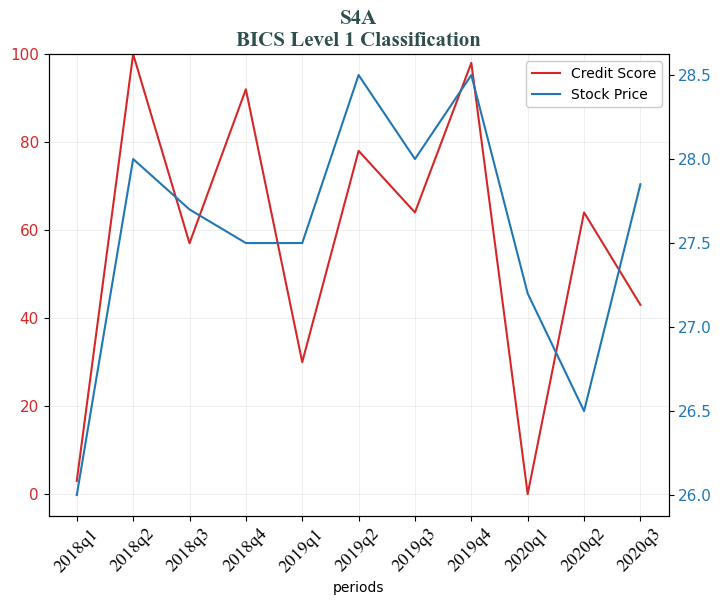 S4A
BICS Level 1 Classification
Credit Score
Stock Price
100
80
60
40
20
0
28.5
28.0
27.5
27.0
26.5
26.0
2018q1
2018q2
2018q3
2018q4
2019q1
2019q2
2019q3
2019q4
2020q1
2020q2
2020q3
periods